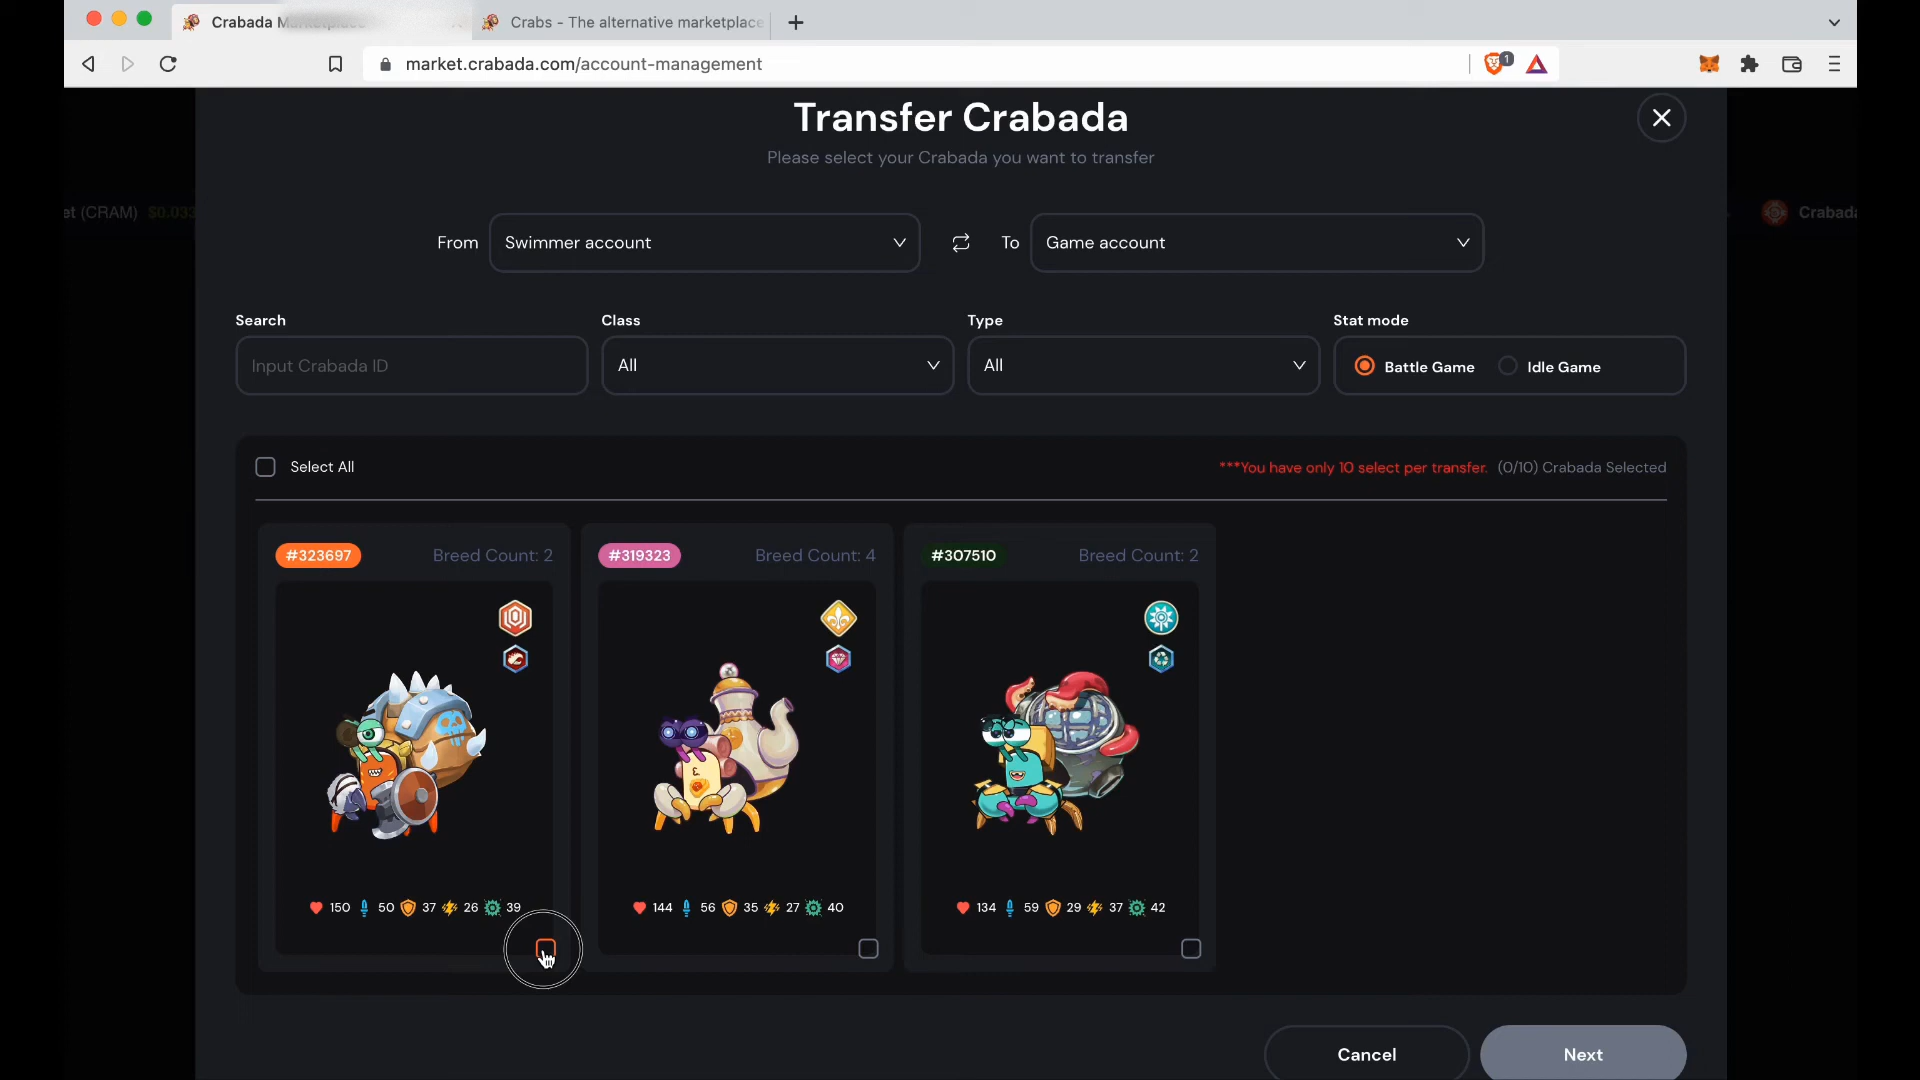 Crabada
Crabs - The alternative marketplace
market.crabada.com/account-management
1
Transfer Crabada
Please select your Crabada you want to transfer
et (CRAM) $0.033
Crabada
From Swimmer account To Game account
Search Class Type Stat mode
Input Crabada ID All All Battle Game Idle Game
Select All ***You have only 10 select per transfer. (0/10) Crabada Selected
#323697 Breed Count: 2 #319323 Breed Count: 4 #307510 Breed Count: 2
150 50 37 26 39 144 56 35 27 40 134 59 29 37 42
Cancel Next